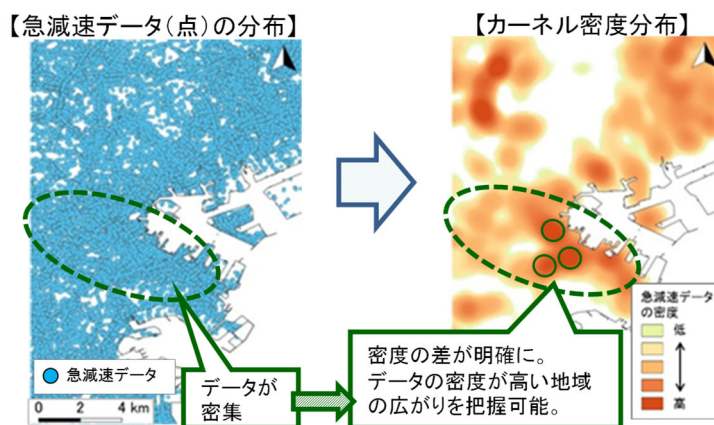 【急減速データ(点)の分布】
【カーネル密度分布】
急減速データ
0 2 4 km
データが
密集
密度の差が明確に。
データの密度が高い地域
の広がりを把握可能。
急減速データ
の密度
低
高